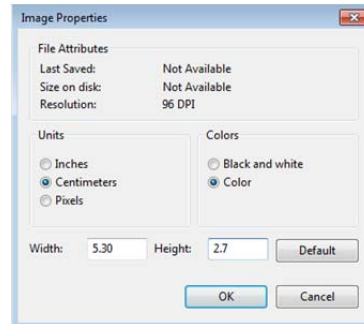 Image Properties
File Attributes
Last Saved: Not Available
Size on disk: Not Available
Resolution: 96 DPI
Units
Colors
Inches
Black and white
Centimeters
Color
Pixels
Width: 5.30 Height: 2.7 Default
OK Cancel